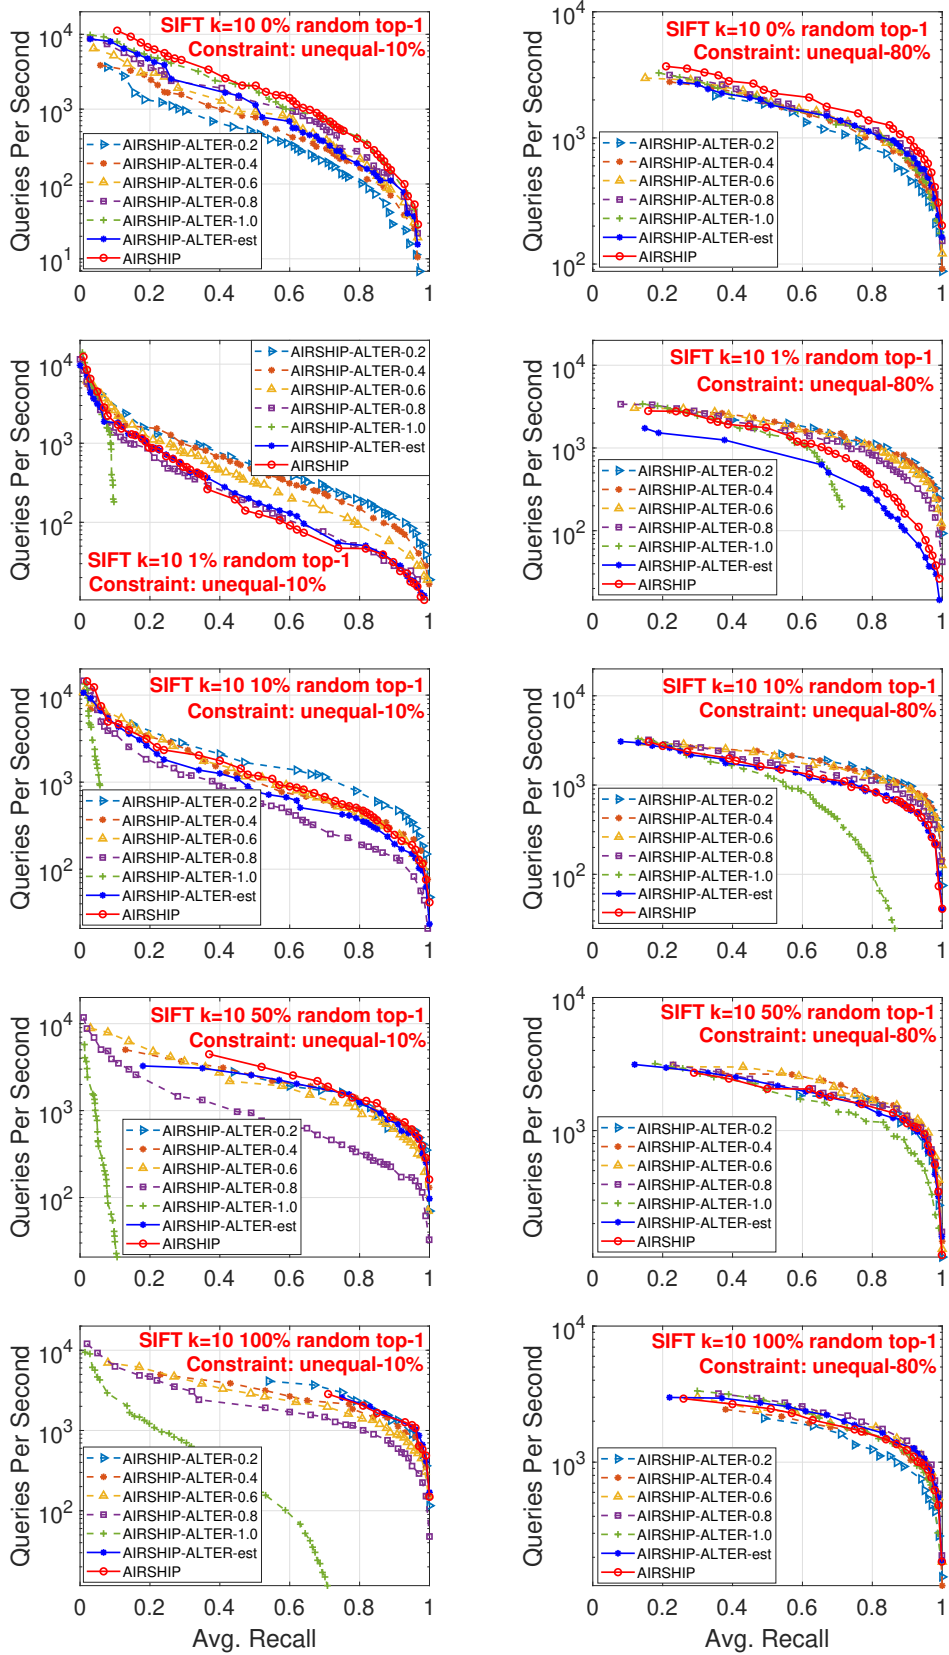 SIFT k=10 0% random top-1
Constraint: unequal-10%
Queries Per Second
10^4
10^3
10^2
10^1
AIRSHIP-ALTER-0.2
AIRSHIP-ALTER-0.4
AIRSHIP-ALTER-0.6
AIRSHIP-ALTER-0.8
AIRSHIP-ALTER-1.0
AIRSHIP-ALTER-est
AIRSHIP
0 0.2 0.4 0.6 0.8 1
SIFT k=10 0% random top-1
Constraint: unequal-80%
Queries Per Second
10^4
10^3
10^2
AIRSHIP-ALTER-0.2
AIRSHIP-ALTER-0.4
AIRSHIP-ALTER-0.6
AIRSHIP-ALTER-0.8
AIRSHIP-ALTER-1.0
AIRSHIP-ALTER-est
AIRSHIP
0 0.2 0.4 0.6 0.8 1
Queries Per Second
10^4
10^3
10^2
AIRSHIP-ALTER-0.2
AIRSHIP-ALTER-0.4
AIRSHIP-ALTER-0.6
AIRSHIP-ALTER-0.8
AIRSHIP-ALTER-1.0
AIRSHIP-ALTER-est
AIRSHIP
SIFT k=10 1% random top-1
Constraint: unequal-10%
0 0.2 0.4 0.6 0.8 1
SIFT k=10 1% random top-1
Constraint: unequal-80%
Queries Per Second
10^4
10^3
10^2
AIRSHIP-ALTER-0.2
AIRSHIP-ALTER-0.4
AIRSHIP-ALTER-0.6
AIRSHIP-ALTER-0.8
AIRSHIP-ALTER-1.0
AIRSHIP-ALTER-est
AIRSHIP
0 0.2 0.4 0.6 0.8 1
SIFT k=10 10% random top-1
Constraint: unequal-10%
Queries Per Second
10^4
10^3
10^2
AIRSHIP-ALTER-0.2
AIRSHIP-ALTER-0.4
AIRSHIP-ALTER-0.6
AIRSHIP-ALTER-0.8
AIRSHIP-ALTER-1.0
AIRSHIP-ALTER-est
AIRSHIP
0 0.2 0.4 0.6 0.8 1
SIFT k=10 10% random top-1
Constraint: unequal-80%
Queries Per Second
10^4
10^3
10^2
AIRSHIP-ALTER-0.2
AIRSHIP-ALTER-0.4
AIRSHIP-ALTER-0.6
AIRSHIP-ALTER-0.8
AIRSHIP-ALTER-1.0
AIRSHIP-ALTER-est
AIRSHIP
0 0.2 0.4 0.6 0.8 1
SIFT k=10 50% random top-1
Constraint: unequal-10%
Queries Per Second
10^4
10^3
10^2
AIRSHIP-ALTER-0.2
AIRSHIP-ALTER-0.4
AIRSHIP-ALTER-0.6
AIRSHIP-ALTER-0.8
AIRSHIP-ALTER-1.0
AIRSHIP-ALTER-est
AIRSHIP
0 0.2 0.4 0.6 0.8 1
SIFT k=10 50% random top-1
Constraint: unequal-80%
Queries Per Second
10^4
10^3
AIRSHIP-ALTER-0.2
AIRSHIP-ALTER-0.4
AIRSHIP-ALTER-0.6
AIRSHIP-ALTER-0.8
AIRSHIP-ALTER-1.0
AIRSHIP-ALTER-est
AIRSHIP
0 0.2 0.4 0.6 0.8 1
SIFT k=10 100% random top-1
Constraint: unequal-10%
Queries Per Second
10^4
10^3
10^2
AIRSHIP-ALTER-0.2
AIRSHIP-ALTER-0.4
AIRSHIP-ALTER-0.6
AIRSHIP-ALTER-0.8
AIRSHIP-ALTER-1.0
AIRSHIP-ALTER-est
AIRSHIP
0 0.2 0.4 0.6 0.8 1
Avg. Recall
SIFT k=10 100% random top-1
Constraint: unequal-80%
Queries Per Second
10^4
10^3
AIRSHIP-ALTER-0.2
AIRSHIP-ALTER-0.4
AIRSHIP-ALTER-0.6
AIRSHIP-ALTER-0.8
AIRSHIP-ALTER-1.0
AIRSHIP-ALTER-est
AIRSHIP
0 0.2 0.4 0.6 0.8 1
Avg. Recall